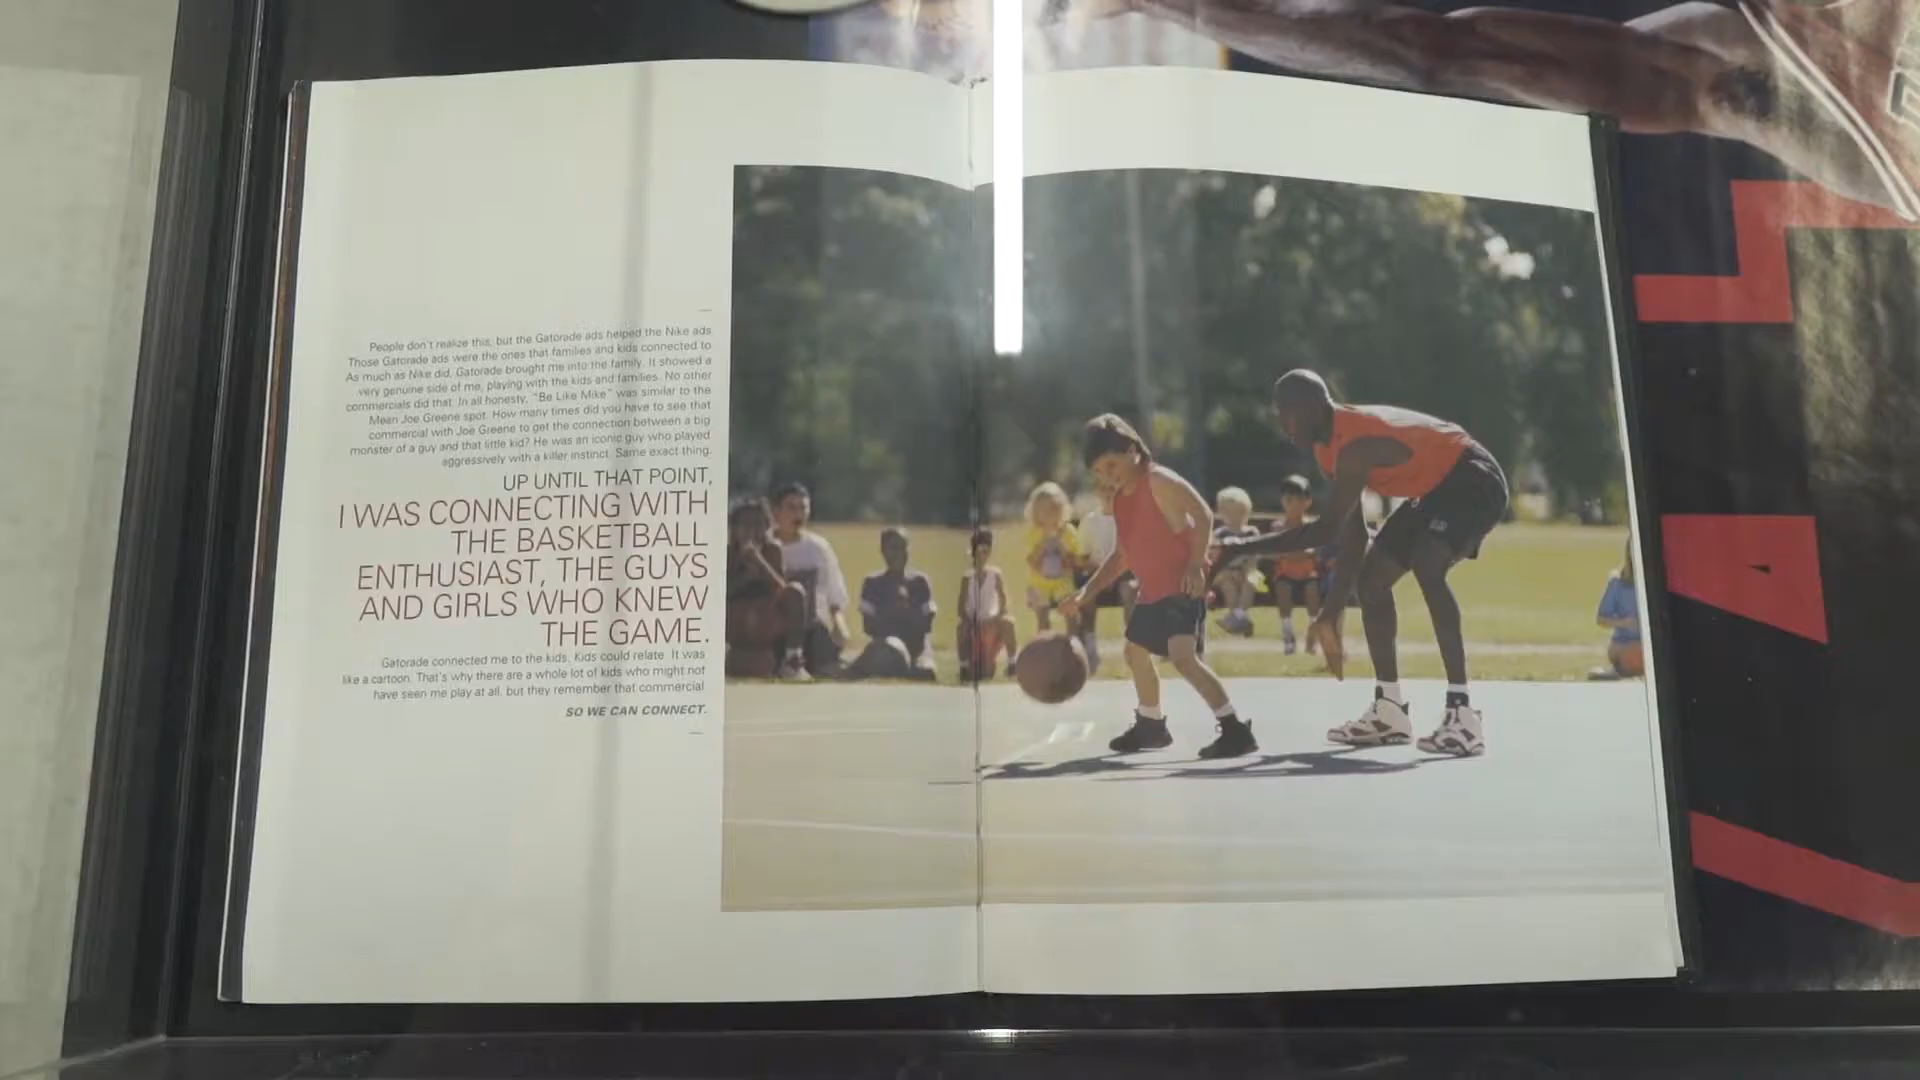 People don't realize this, but the Gatorade ads helped the Nike ads
Those Gatorade ads were the ones that families and kids connected to
As much as Nike did, Gatorade brought me into the family. It showed a
very genuine side of me, playing with the kids and families. No other
commercials did that. In all honesty, "Be Like Mike" was similar to the
Mean Joe Greene spot. How many times did you have to see that
commercial with Joe Greene to get the connection between a big
monster of a guy and that little kid? He was an iconic guy who played
aggressively with a killer instinct. Same exact thing.
UP UNTIL THAT POINT,
I WAS CONNECTING WITH
THE BASKETBALL
ENTHUSIAST, THE GUYS
AND GIRLS WHO KNEW
THE GAME.
Gatorade connected me to the kids. Kids could relate. It was
like a cartoon. That's why there are a whole lot of kids who might not
have seen me play at all, but they remember that commercial
SO WE CAN CONNECT.